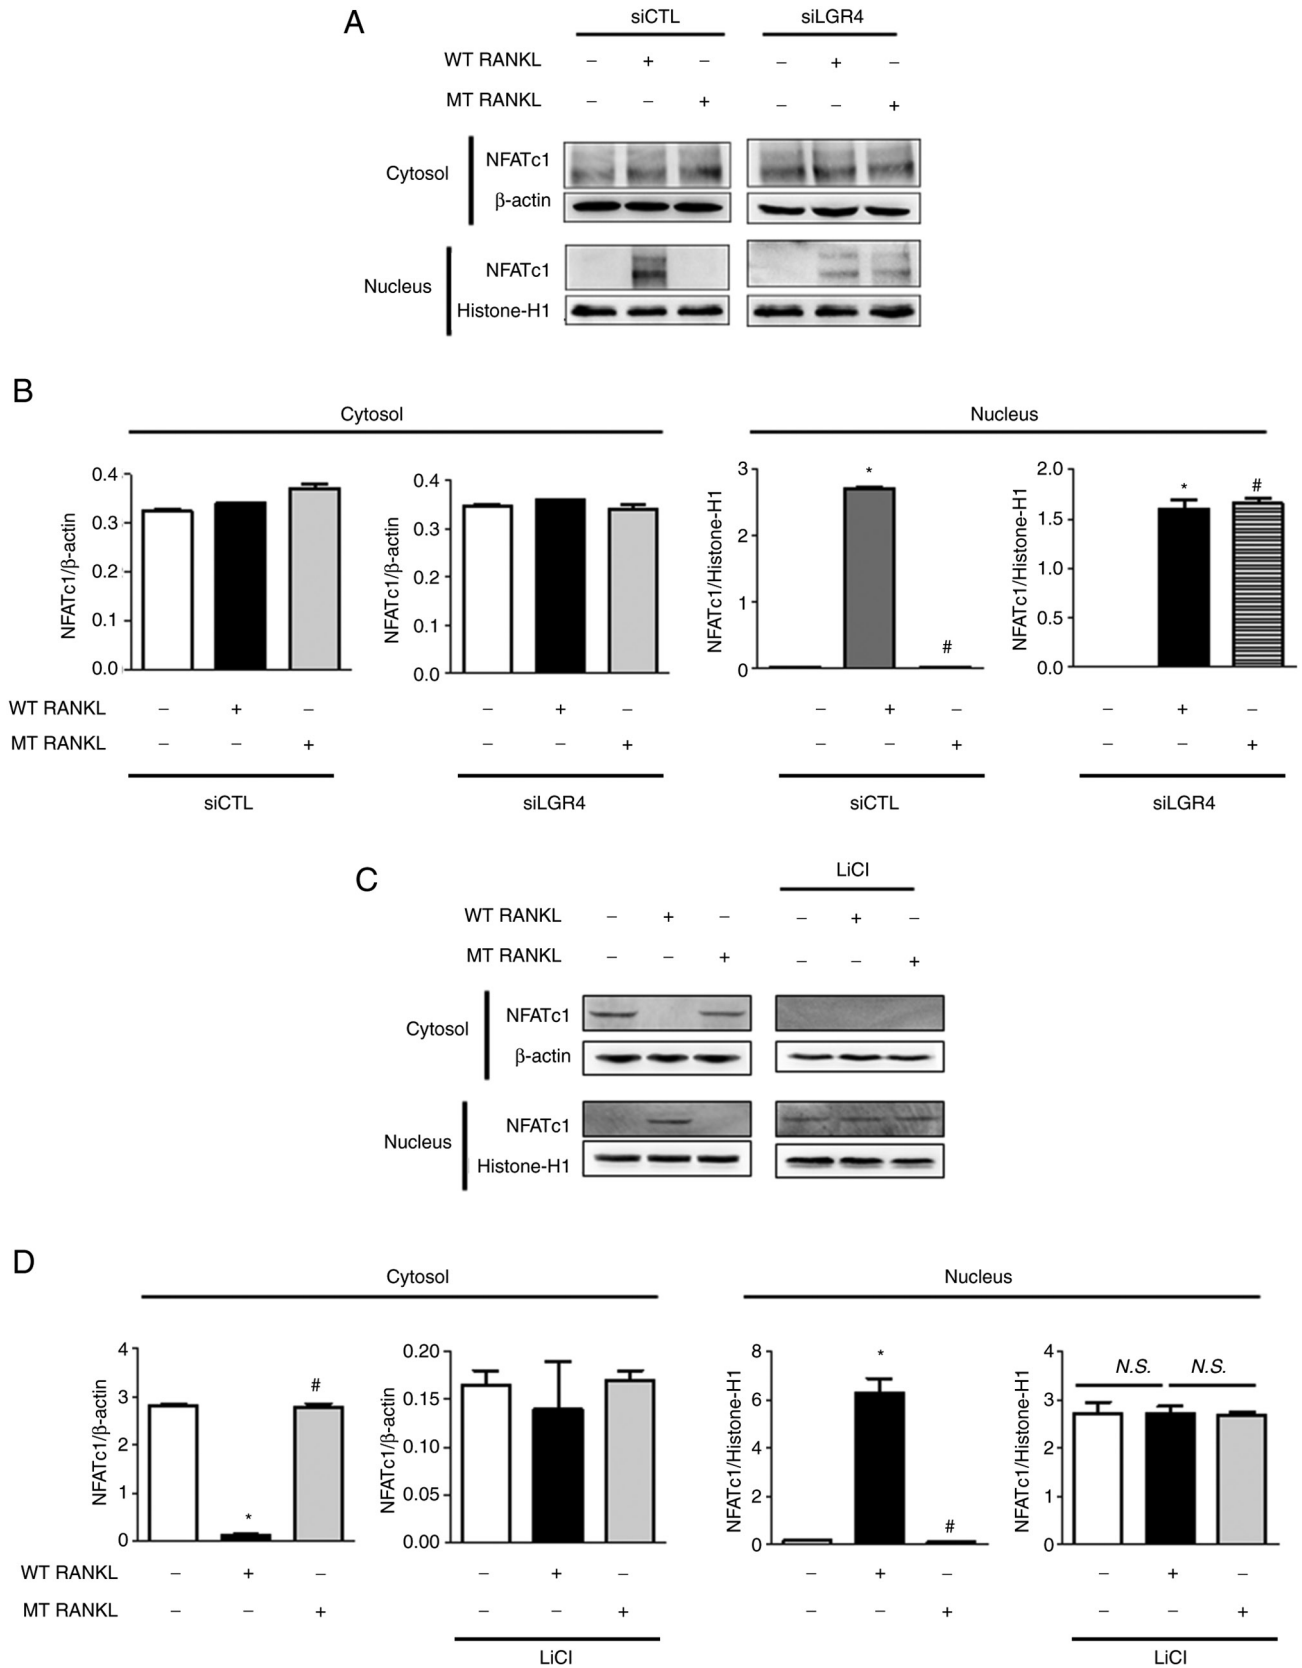 A
siCTL siLGR4
WT RANKL – + – – + –
MT RANKL – – + – – +
Cytosol
NFATc1
β-actin
Nucleus
NFATc1
Histone-H1
B
Cytosol Nucleus
NFATc1/β-actin
0.4
0.3
0.2
0.1
0.0
NFATc1/β-actin
0.4
0.3
0.2
0.1
0.0
NFATc1/Histone-H1
3
2
1
0
*
#
NFATc1/Histone-H1
2.0
1.5
1.0
0.5
0.0
*
#
WT RANKL – + – – + – – + – – + –
MT RANKL – – + – – + – – + – – +
siCTL siLGR4 siCTL siLGR4
C
LiCl
WT RANKL – + – – + –
MT RANKL – – + – – +
Cytosol
NFATc1
β-actin
Nucleus
NFATc1
Histone-H1
D
Cytosol Nucleus
NFATc1/β-actin
4
3
2
1
0
*
#
NFATc1/β-actin
0.20
0.15
0.10
0.05
0.00
NFATc1/Histone-H1
8
6
4
2
0
*
#
NFATc1/Histone-H1
4
3
2
1
0
N.S. N.S.
WT RANKL – + – – + – – + – – + –
MT RANKL – – + – – + – – + – – +
LiCl LiCl